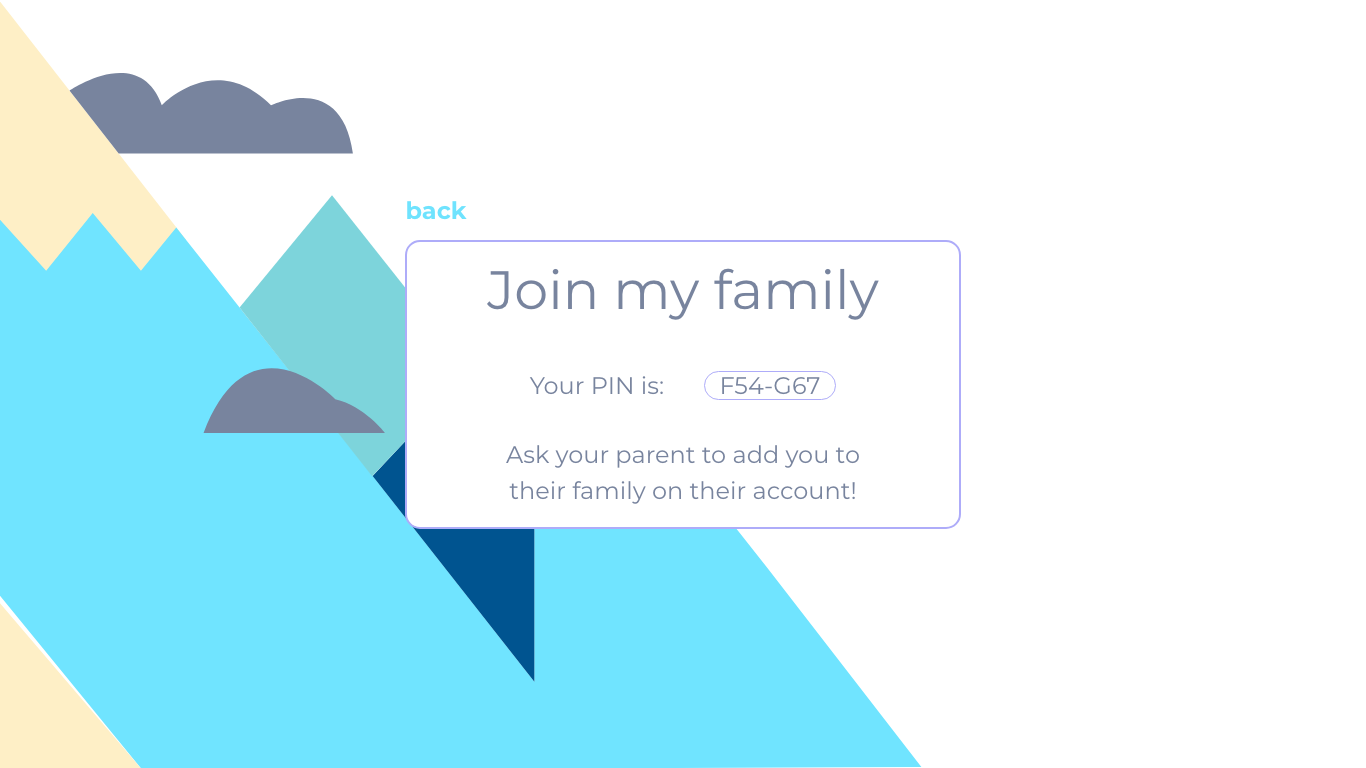 back
Join my family
Your PIN is: F54-G67
Ask your parent to add you to
their family on their account!